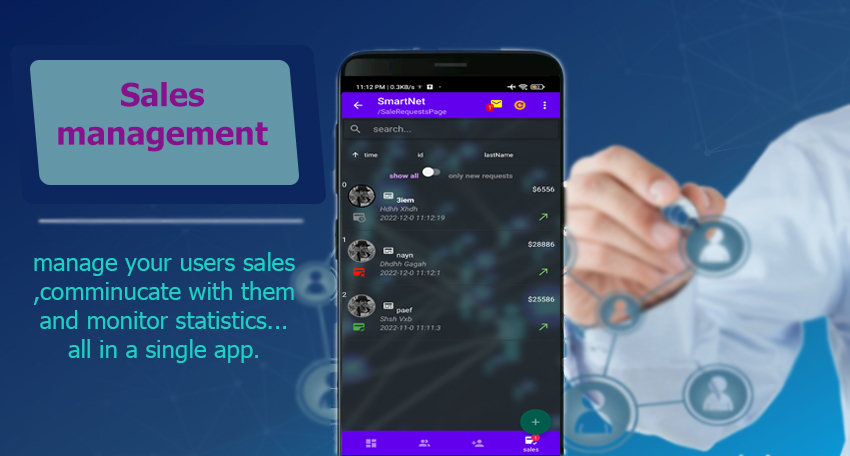 Sales
management
manage your users sales
,comminucate with them
and monitor statistics...
all in a single app.
11:12 PM | 0.3KB/s
SmartNet
/SaleRequestsPage
search...
time id lastName
show all only new requests
0
3iem
$6556
Hdhh Xhdh
2022-12-0 11:12:19
1
nayn
$28886
Dhdhh Gagah
2022-12-0 11:12:1
2
paef
$25586
Shsh Vxb
2022-11-0 11:11:3
+
sales